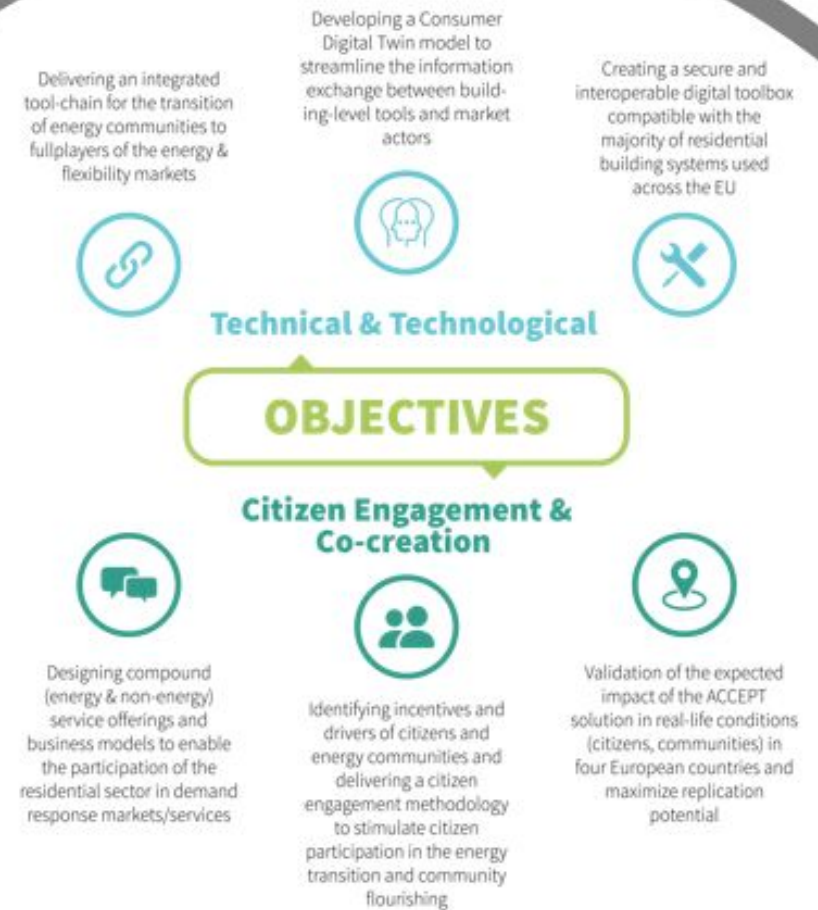 Delivering an integrated
tool-chain for the transition
of energy communities to
fullplayers of the energy &
flexibility markets
Developing a Consumer
Digital Twin model to
streamline the information
exchange between build-
ing-level tools and market
actors
Creating a secure and
interoperable digital toolbox
compatible with the
majority of residential
building systems used
across the EU
Technical & Technological
OBJECTIVES
Citizen Engagement &
Co-creation
Designing compound
(energy & non-energy)
service offerings and
business models to enable
the participation of the
residential sector in demand
response markets/services
Identifying incentives and
drivers of citizens and
energy communities and
delivering a citizen
engagement methodology
to stimulate citizen
participation in the energy
transition and community
flourishing
Validation of the expected
impact of the ACCEPT
solution in real-life conditions
(citizens, communities) in
four European countries and
maximize replication
potential